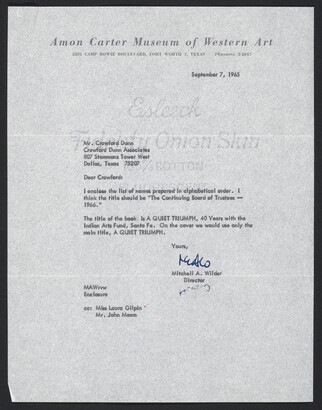 Amon Carter Museum of Western Art
3501 CAMP BOWIE BOULEVARD, FORT WORTH 7, TEXAS
September 7, 1965
Eslceck
Fidelity Onion Skin
COTTON
Mr. Crawford Dunn
Crawford Dunn Associates
807 Stemmons Tower West
Dallas, Texas 75207
Dear Crawford:
I enclose the list of names prepared in alphabetical order. I
think the title should be "The Continuing Board of Trustees —
1966."
The title of the book is A QUIET TRIUMPH, 40 Years with the
Indian Arts Fund, Santa Fe. On the cover we would use only the
main title, A QUIET TRIUMPH.
Yours,
Mitchell A. Wilder
Director
MAW:vw
Enclosure
cc: Miss Laura Gilpin
Mr. John Meem